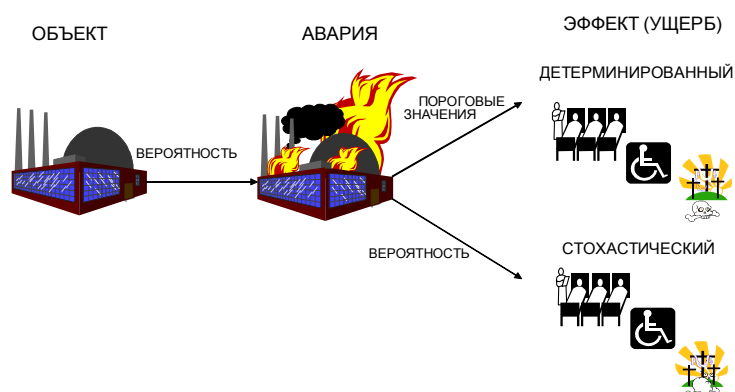 ОБЪЕКТ
АВАРИЯ
ЭФФЕКТ (УЩЕРБ)
ДЕТЕРМИНИРОВАННЫЙ
ПОРОГОВЫЕ
ЗНАЧЕНИЯ
ВЕРОЯТНОСТЬ
ВЕРОЯТНОСТЬ
СТОХАСТИЧЕСКИЙ